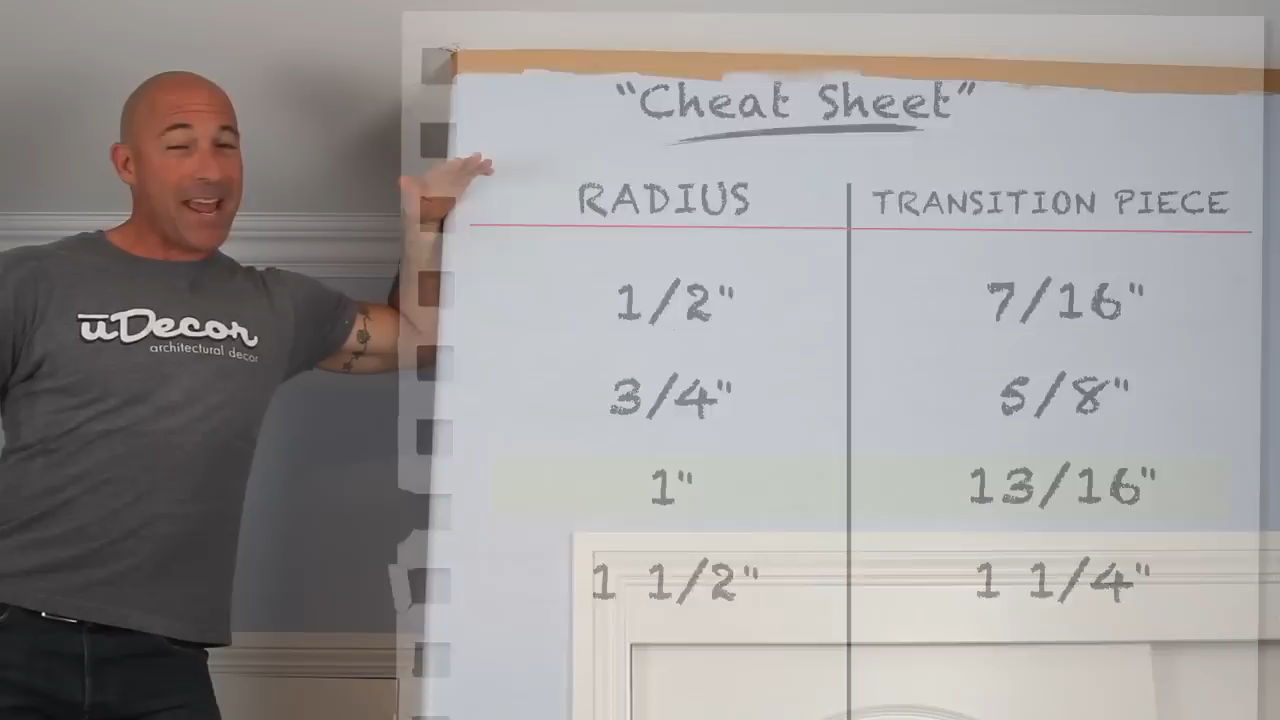 "Cheat Sheet"
RADIUS TRANSITION PIECE
1/2" 7/16"
3/4" 5/8"
1" 13/16"
1 1/2" 1 1/4"
ūDecor
architectural decor